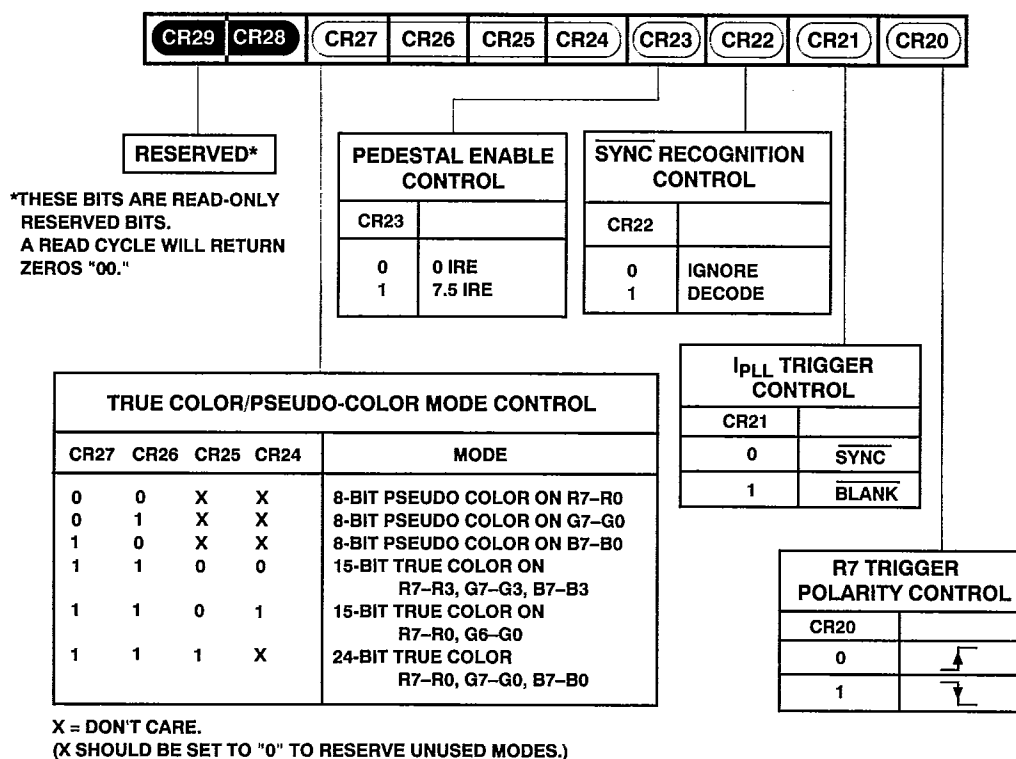 CR29 CR28 CR27 CR26 CR25 CR24 CR23 CR22 CR21 CR20
RESERVED*
*THESE BITS ARE READ-ONLY
RESERVED BITS.
A READ CYCLE WILL RETURN
ZEROS "00."
PEDESTAL ENABLE
CONTROL
CR23
0 0 IRE
1 7.5 IRE
SYNC RECOGNITION
CONTROL
CR22
0 IGNORE
1 DECODE
TRUE COLOR/PSEUDO-COLOR MODE CONTROL
CR27 CR26 CR25 CR24 MODE
0 0 X X 8-BIT PSEUDO COLOR ON R7–R0
0 1 X X 8-BIT PSEUDO COLOR ON G7–G0
1 0 X X 8-BIT PSEUDO COLOR ON B7–B0
1 1 0 0 15-BIT TRUE COLOR ON
R7–R3, G7–G3, B7–B3
1 1 0 1 15-BIT TRUE COLOR ON
R7–R0, G6–G0
1 1 1 X 24-BIT TRUE COLOR
R7–R0, G7–G0, B7–B0
X = DON'T CARE.
(X SHOULD BE SET TO "0" TO RESERVE UNUSED MODES.)
IPLL TRIGGER
CONTROL
CR21
0 SYNC
1 BLANK
R7 TRIGGER
POLARITY CONTROL
CR20
0
1